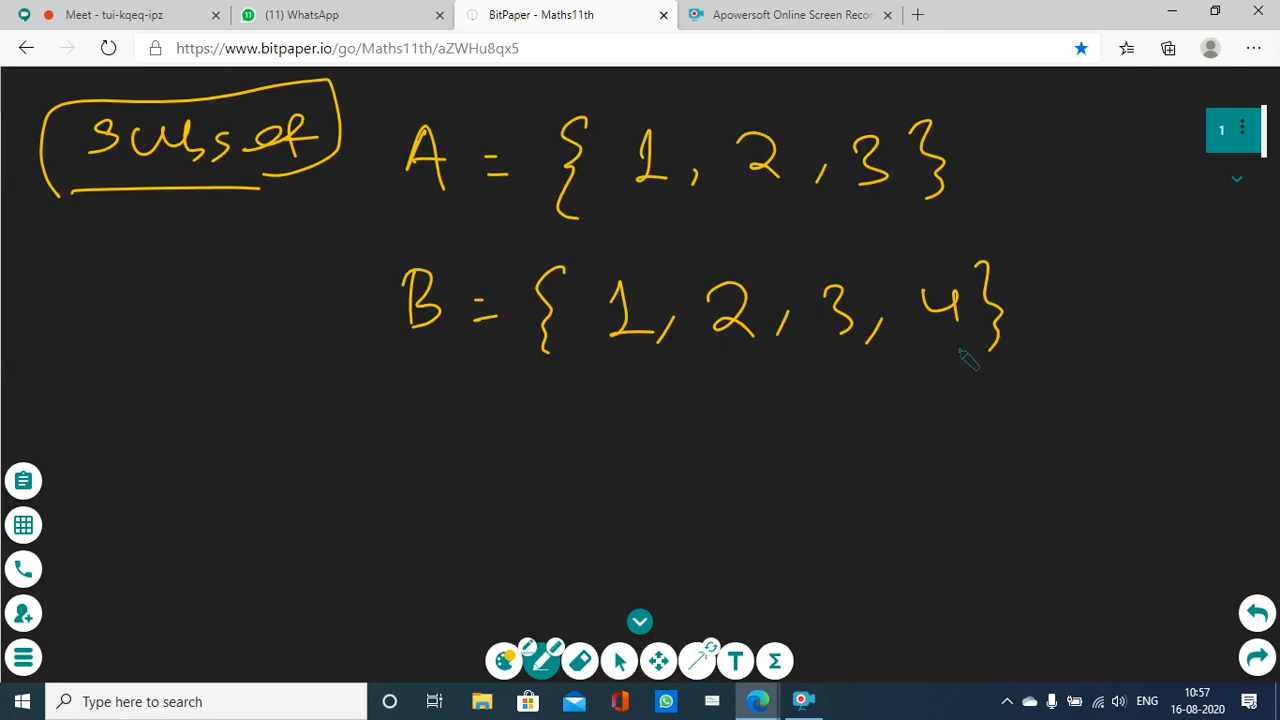 Meet - tui-kqeq-ipz
(11) WhatsApp
BitPaper - Maths11th
Apowersoft Online Screen Recor
https://www.bitpaper.io/go/Maths11th/aZWHu8qx5
subset
A = { 1, 2, 3}
1
B = { 1, 2, 3, 4}
T
Σ
Type here to search
ENG
10:57
16-08-2020